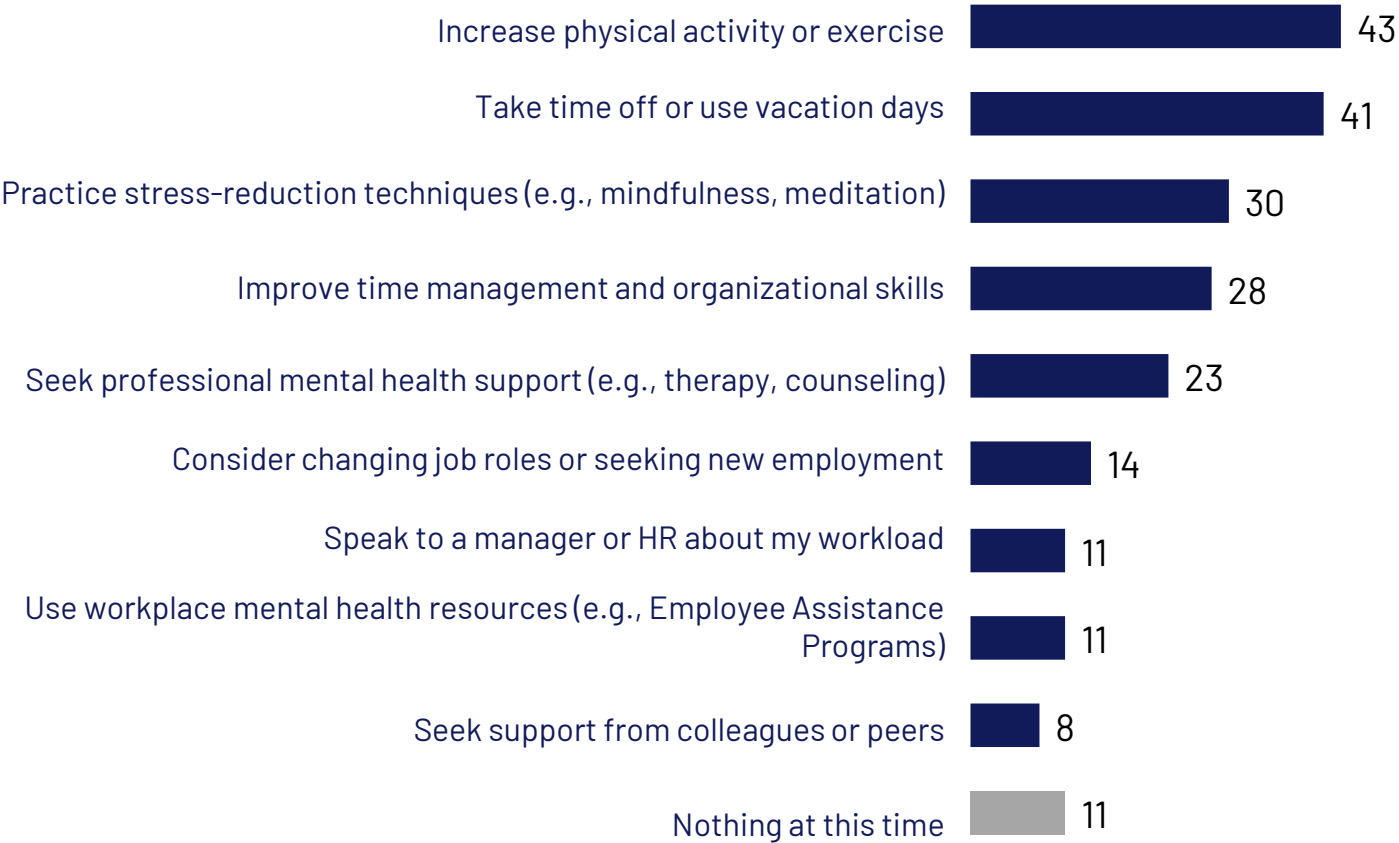 Increase physical activity or exercise 43
Take time off or use vacation days 41
Practice stress-reduction techniques (e.g., mindfulness, meditation) 30
Improve time management and organizational skills 28
Seek professional mental health support (e.g., therapy, counseling) 23
Consider changing job roles or seeking new employment 14
Speak to a manager or HR about my workload 11
Use workplace mental health resources (e.g., Employee Assistance
Programs) 11
Seek support from colleagues or peers 8
Nothing at this time 11